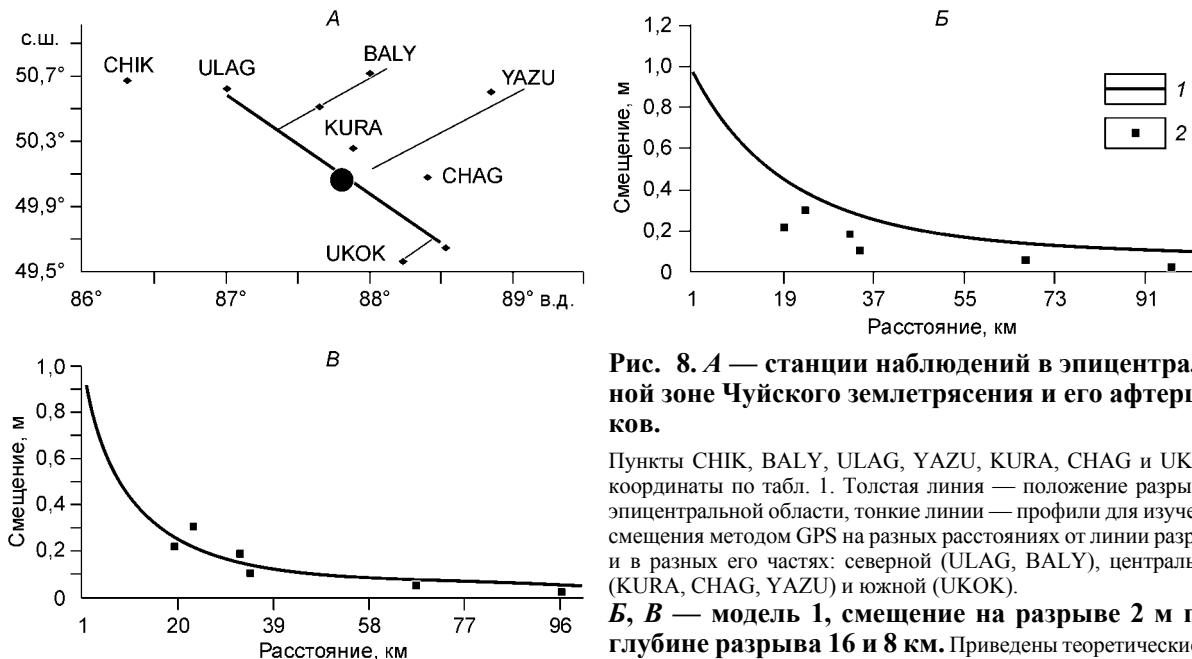 А
с.ш.
50,7°
50,3°
49,9°
49,5°
CHIK
ULAG
BALY
YAZU
KURA
CHAG
UKOK
86°
87°
88°
89° в.д.
Б
Смещение, м
1,2
1,0
0,8
0,6
0,4
0,2
0
1
19
37
55
73
91
Расстояние, км
1
2
В
Смещение, м
1,0
0,8
0,6
0,4
0,2
0
1
20
39
58
77
96
Расстояние, км
Рис. 8. А — станции наблюдений в эпицентрал
ной зоне Чуйского землетрясения и его афтерш
ков.
Пункты CHIK, BALY, ULAG, YAZU, KURA, CHAG и UK
координаты по табл. 1. Толстая линия — положение разры
эпицентральной области, тонкие линии — профили для изуче
смещения методом GPS на разных расстояниях от линии разр
и в разных его частях: северной (ULAG, BALY), централь
(KURA, CHAG, YAZU) и южной (UKOK).
Б, В — модель 1, смещение на разрыве 2 м п
глубине разрыва 16 и 8 км. Приведены теоретические